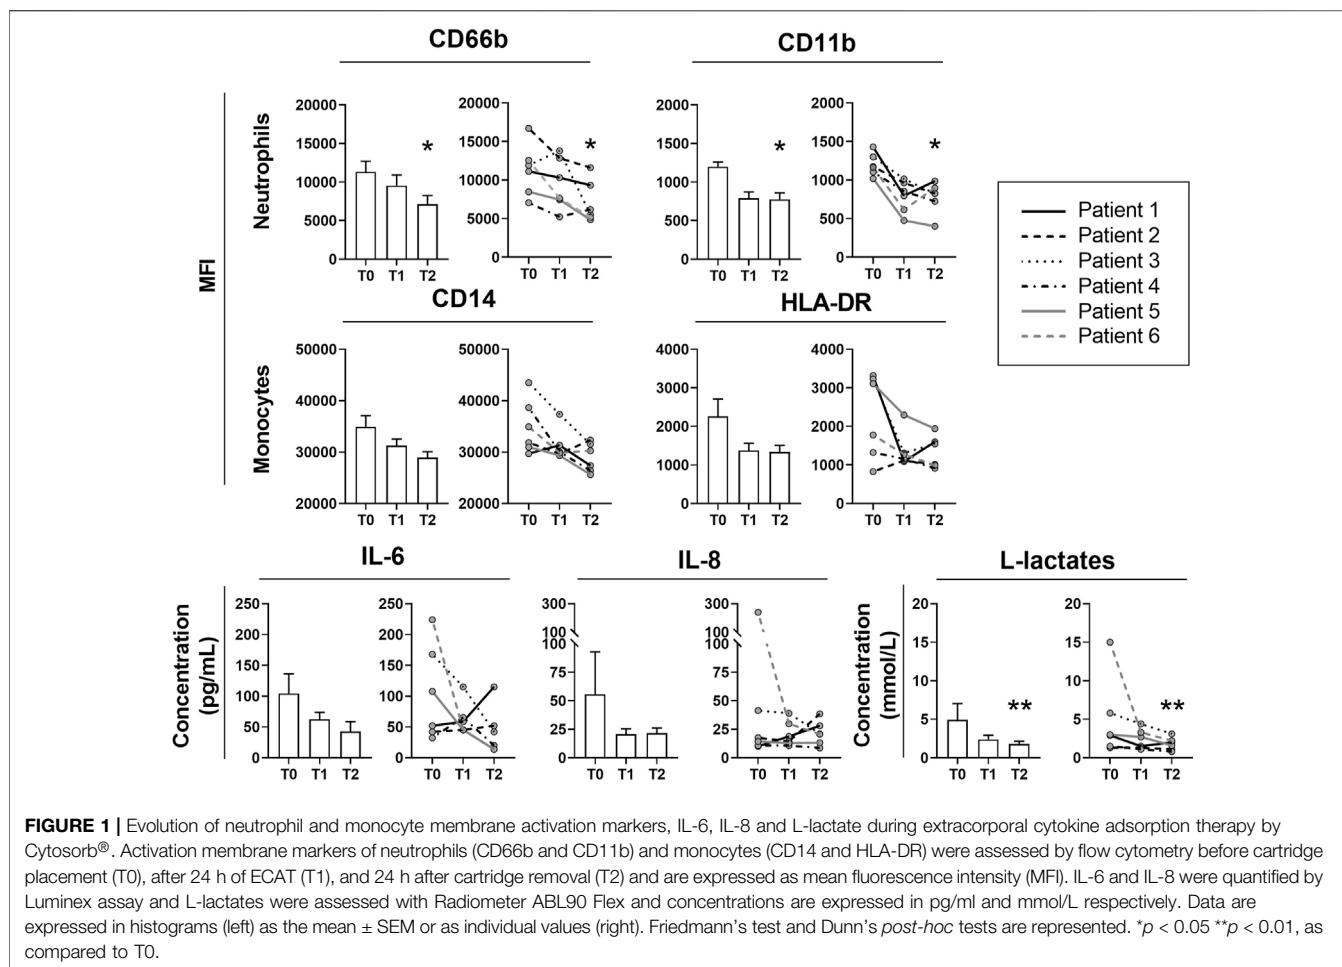 CD66b
CD11b
MFI
Neutrophils
20000
15000
10000
5000
0
*
T0 T1 T2
20000
15000
10000
5000
0
*
T0 T1 T2
2000
1500
1000
500
0
*
T0 T1 T2
2000
1500
1000
500
0
*
T0 T1 T2
Patient 1
Patient 2
Patient 3
Patient 4
Patient 5
Patient 6
CD14
HLA-DR
Monocytes
50000
40000
30000
20000
T0 T1 T2
50000
40000
30000
20000
T0 T1 T2
4000
3000
2000
1000
0
T0 T1 T2
4000
3000
2000
1000
0
T0 T1 T2
IL-6
IL-8
L-lactates
Concentration
(pg/mL)
250
200
150
100
50
0
T0 T1 T2
250
200
150
100
50
0
T0 T1 T2
300
100
100
75
50
25
0
T0 T1 T2
300
100
100
75
50
25
0
T0 T1 T2
Concentration
(mmol/L)
20
15
10
5
0
**
T0 T1 T2
20
15
10
5
0
**
T0 T1 T2
FIGURE 1 | Evolution of neutrophil and monocyte membrane activation markers, IL-6, IL-8 and L-lactate during extracorporal cytokine adsorption therapy by
Cytosorb®. Activation membrane markers of neutrophils (CD66b and CD11b) and monocytes (CD14 and HLA-DR) were assessed by flow cytometry before cartridge
placement (T0), after 24 h of ECAT (T1), and 24 h after cartridge removal (T2) and are expressed as mean fluorescence intensity (MFI). IL-6 and IL-8 were quantified by
Luminex assay and L-lactates were assessed with Radiometer ABL90 Flex and concentrations are expressed in pg/ml and mmol/L respectively. Data are
expressed in histograms (left) as the mean ± SEM or as individual values (right). Friedmann's test and Dunn's post-hoc tests are represented. *p < 0.05 **p < 0.01, as
compared to T0.